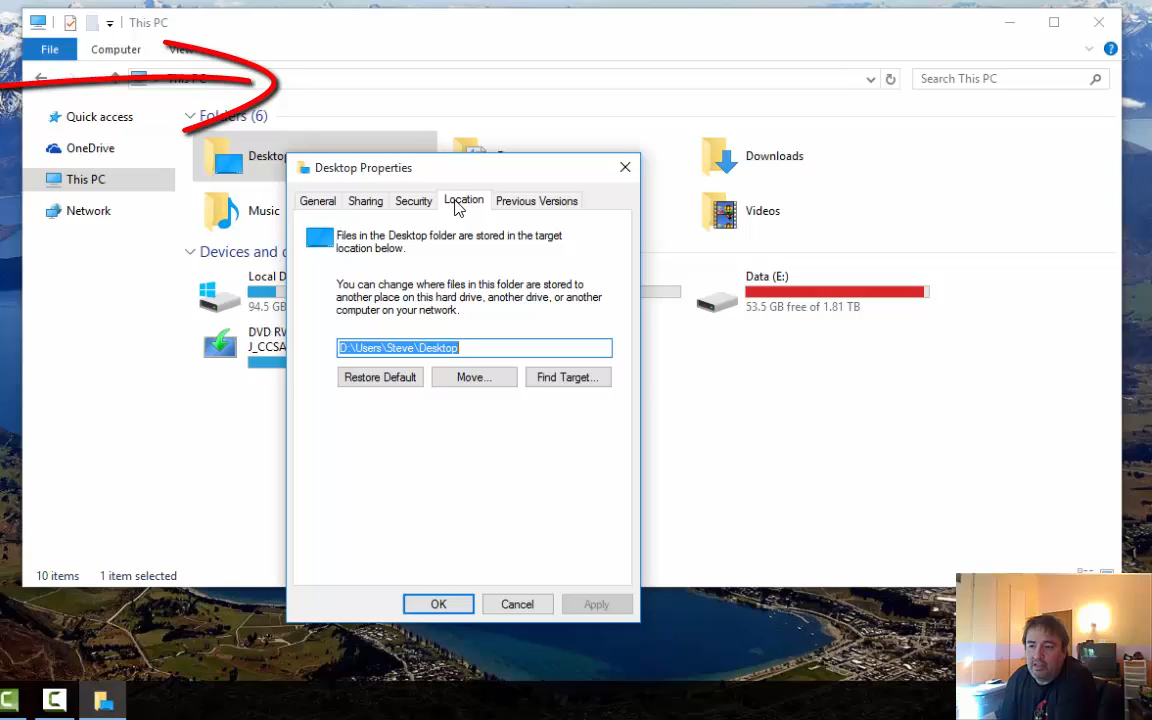 This PC
File
Computer
View
This PC
Search This PC
Quick access
OneDrive
This PC
Network
Folders (6)
Desktop
Downloads
Music
Videos
Devices and d
Local D
94.5 GB
Data (E:)
53.5 GB free of 1.81 TB
DVD RW
J_CCSA
Desktop Properties
General
Sharing
Security
Location
Previous Versions
Files in the Desktop folder are stored in the target
location below.
You can change where files in this folder are stored to
another place on this hard drive, another drive, or another
computer on your network.
D:\Users\Steve\Desktop
Restore Default
Move...
Find Target...
OK
Cancel
Apply
10 items
1 item selected